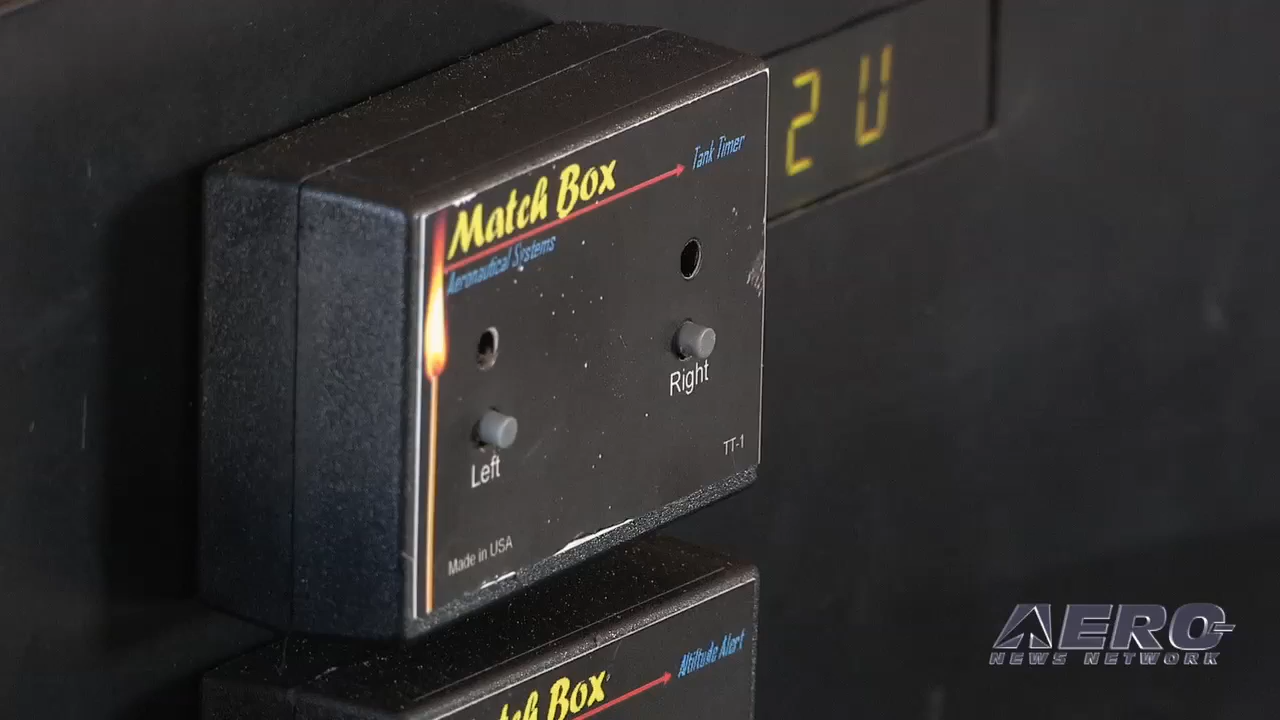 2 U
Match Box
Tank Timer
Aeronautical Systems
Right
Left
TT-1
Made in USA
Altitude Alert
tch Box
AERO
NEWS NETWORK